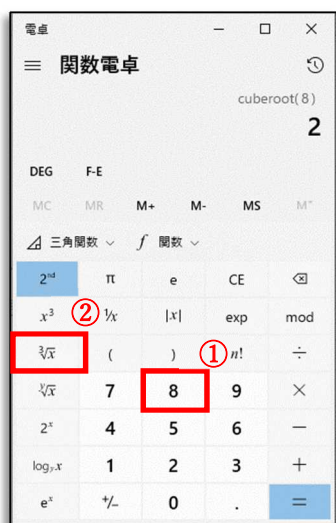 電卓
関数電卓
cuberoot(8)
2
DEG F-E
MC MR M+ M- MS M˅
三角関数 f 関数
2ⁿᵈ π e CE
x³ ② ¹/x |x| exp mod
∛x ( ) ① n! ÷
ʸ√x 7 8 9 ×
2ˣ 4 5 6 −
logᵧx 1 2 3 +
eˣ +/− 0 . =